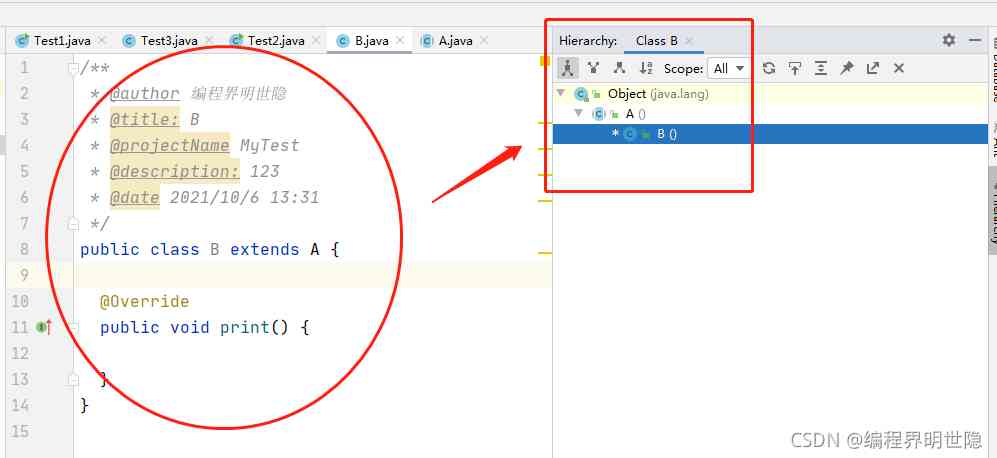 Test1.java Test3.java Test2.java B.java A.java
1 /**
2 * @author 编程界明世隐
3 * @title: B
4 * @projectName MyTest
5 * @description: 123
6 * @date 2021/10/6 13:31
7 */
8 public class B extends A {
9
10 @Override
11 public void print() {
12
13 }
14 }
15
Hierarchy: Class B
Scope: All
Object (java.lang)
A ()
* B ()
Database
Ant
Hierarchy
CSDN @编程界明世隐